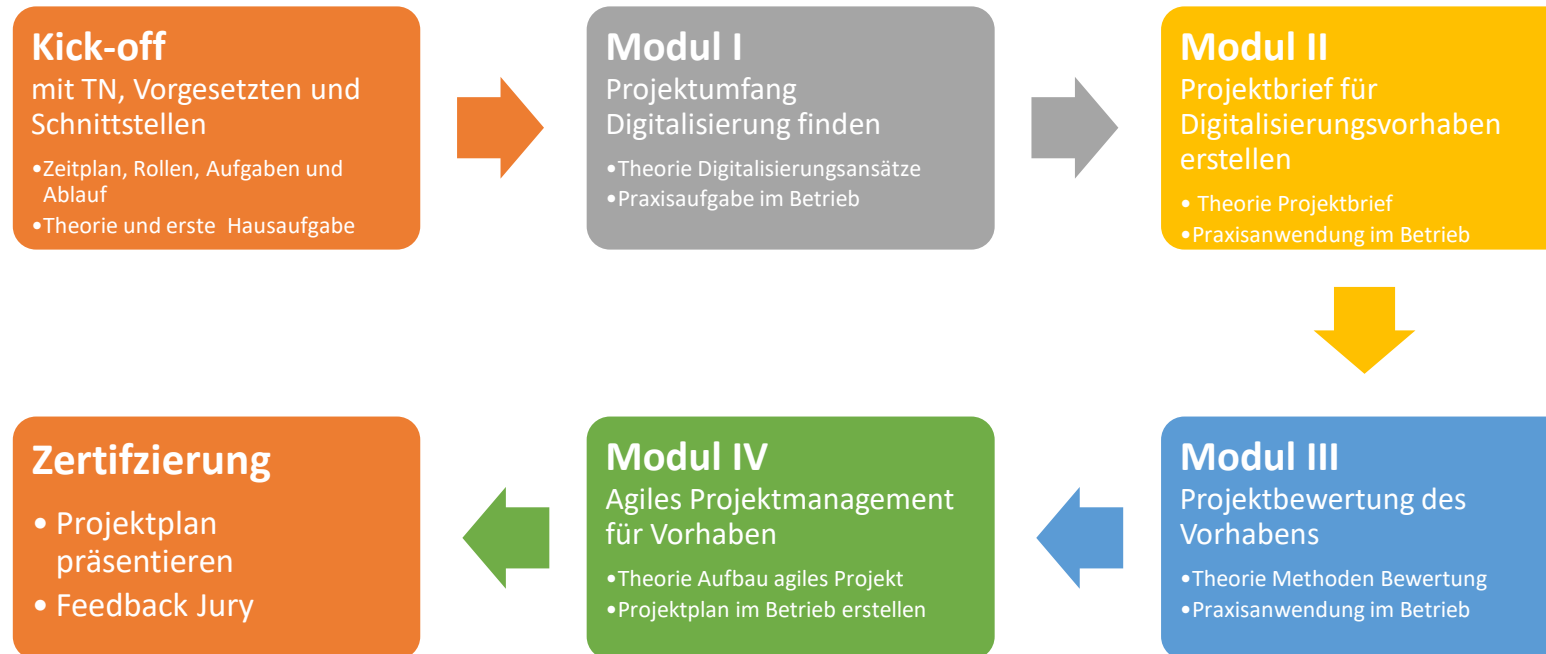 Kick-off
mit TN, Vorgesetzten und
Schnittstellen
•Zeitplan, Rollen, Aufgaben und
Ablauf
•Theorie und erste Hausaufgabe
Modul I
Projektumfang
Digitalisierung finden
•Theorie Digitalisierungsansätze
•Praxisaufgabe im Betrieb
Modul II
Projektbrief für
Digitalisierungsvorhaben
erstellen
• Theorie Projektbrief
•Praxisanwendung im Betrieb
Modul III
Projektbewertung des
Vorhabens
•Theorie Methoden Bewertung
•Praxisanwendung im Betrieb
Modul IV
Agiles Projektmanagement
für Vorhaben
•Theorie Aufbau agiles Projekt
•Projektplan im Betrieb erstellen
Zertifzierung
• Projektplan
präsentieren
• Feedback Jury